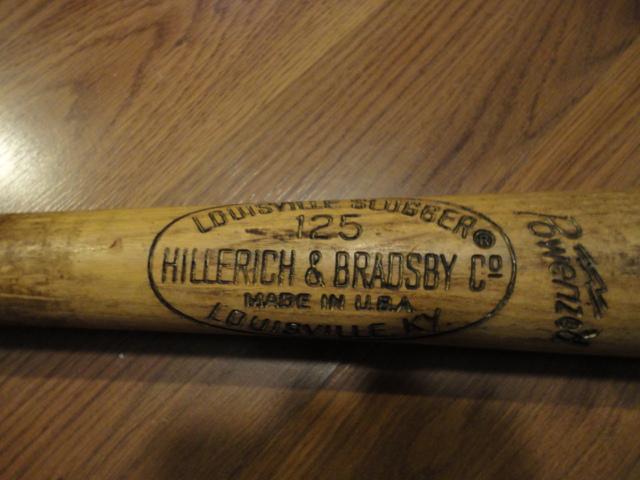 LOUISVILLE SLUGGER®
125
HILLERICH & BRADSBY Cº
MADE IN U.S.A
LOUISVILLE KY.
Powerized